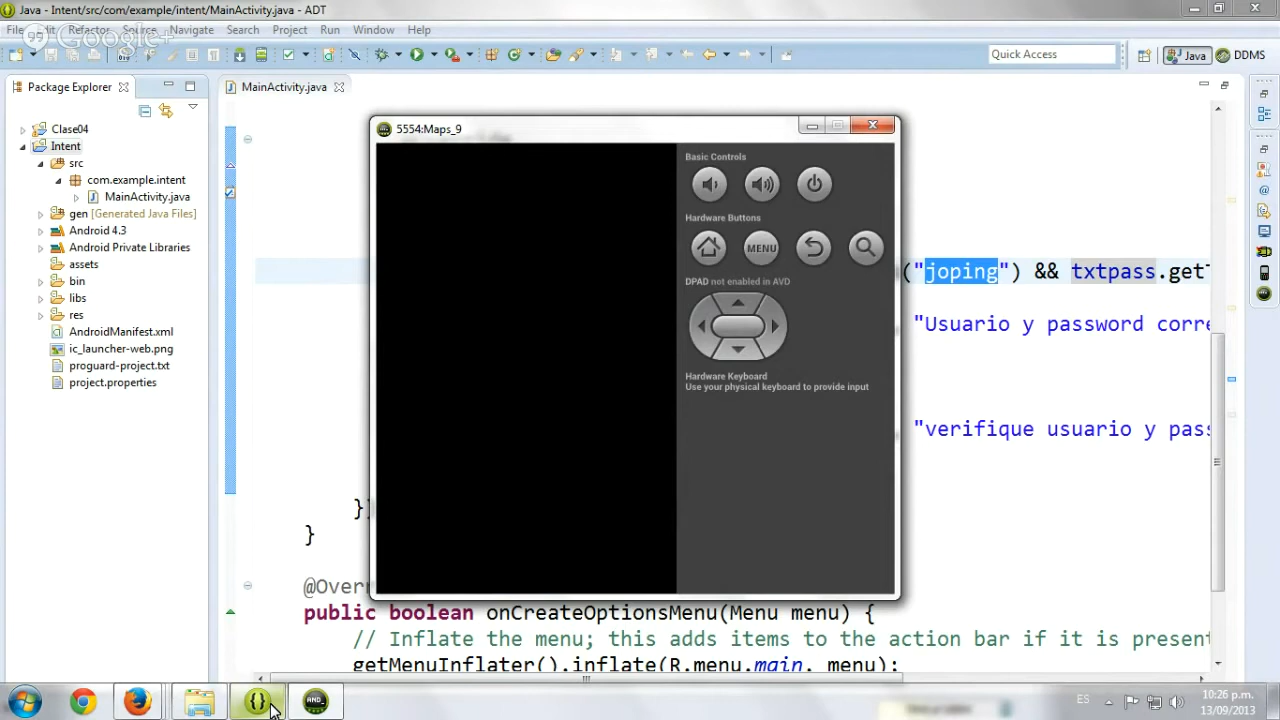 Java - Intent/src/com/example/intent/MainActivity.java - ADT
File Edit Refactor Source Navigate Search Project Run Window Help
Google+
Quick Access
Java
DDMS
Package Explorer
MainActivity.java
Clase04
Intent
src
com.example.intent
MainActivity.java
gen [Generated Java Files]
Android 4.3
Android Private Libraries
assets
bin
libs
res
AndroidManifest.xml
ic_launcher-web.png
proguard-project.txt
project.properties
5554:Maps_9
Basic Controls
Hardware Buttons
MENU
DPAD not enabled in AVD
Hardware Keyboard
Use your physical keyboard to provide input
("joping") && txtpass.get
"Usuario y password corre
"verifique usuario y pas
}
}
@Over
public boolean onCreateOptionsMenu(Menu menu) {
// Inflate the menu; this adds items to the action bar if it is present
getMenuInflater().inflate(R.menu.main, menu);
AND
ES
10:26 p.m.
13/09/2013